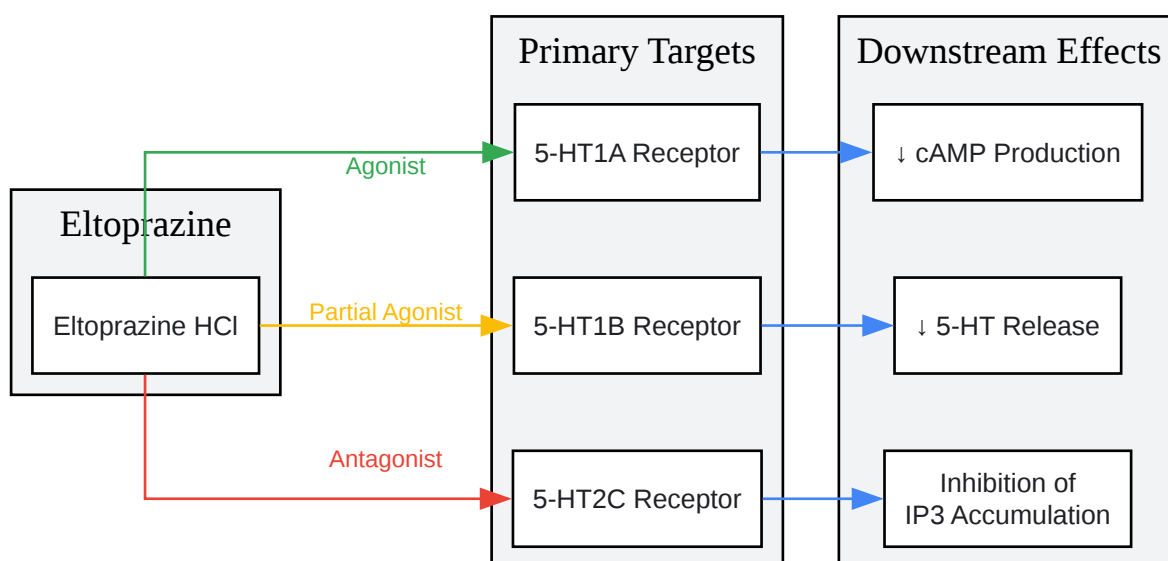 Primary Targets
Downstream Effects
Agonist
5-HT1A Receptor
↓ cAMP Production
Eltoprazine
Eltoprazine HCl
Partial Agonist
5-HT1B Receptor
↓ 5-HT Release
Antagonist
5-HT2C Receptor
Inhibition of
IP3 Accumulation